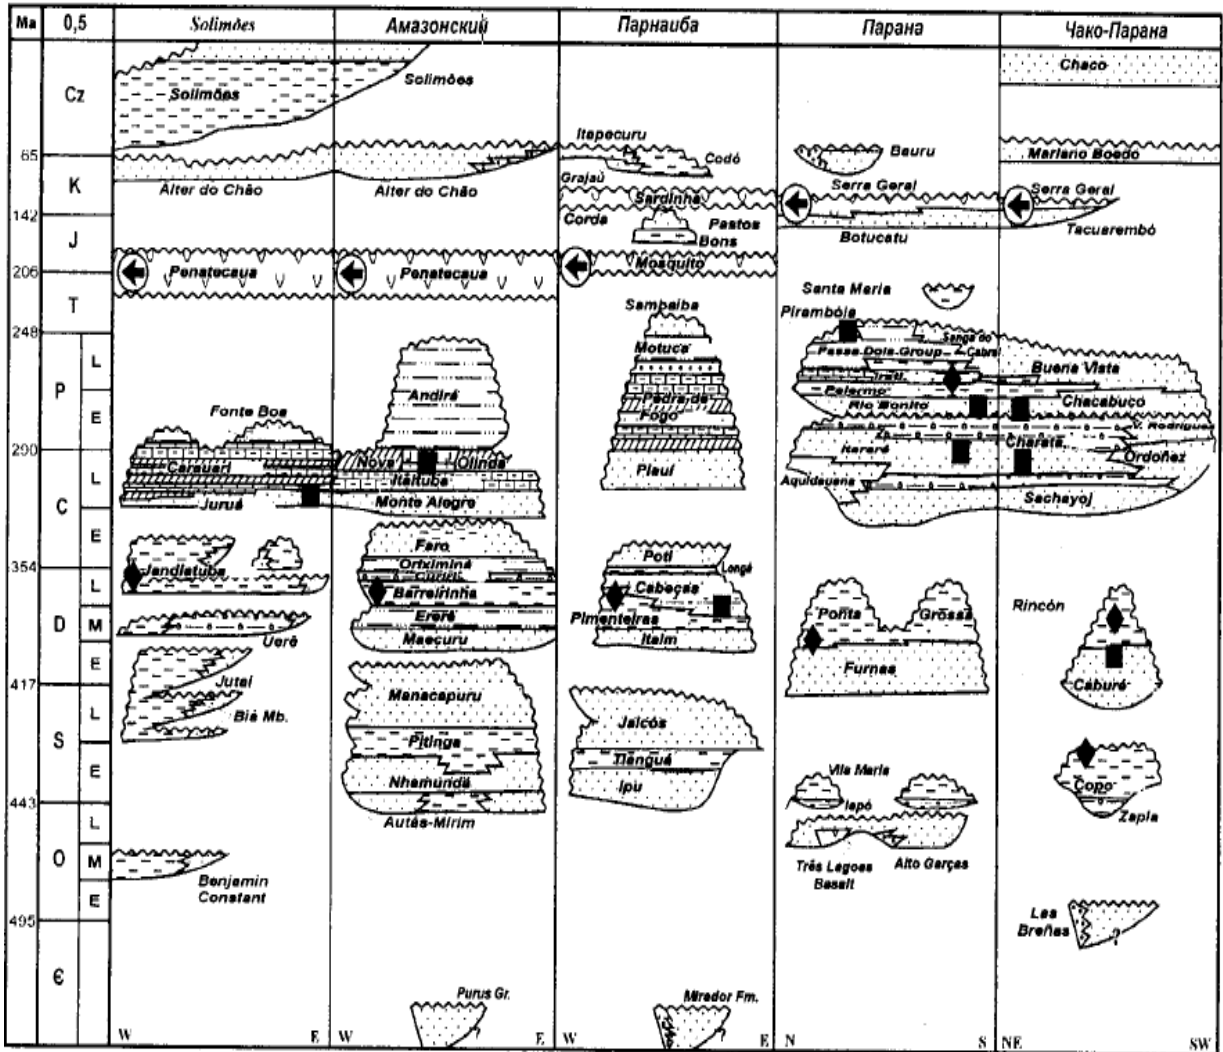 Ma 0,5 Solimões Амазонский Парнаиба Парана Чако-Парана
Cz
65
K
142
J
206
T
248
P
L
E
290
C
L
E
354
D
L
M
E
417
S
L
E
443
O
L
M
E
495
Є
Solimões
Alter do Chão
Penatecaua
Fonte Boa
Carauari
Juruá
Jandiatuba
Uerê
Jutaí
Biá Mb.
Benjamin
Constant
W E
Solimões
Alter do Chão
Penatecaua
Andirá
Nova Olinda
Itaituba
Monte Alegre
Faro
Oriximiná
Curiri
Barreirinha
Ererê
Maecuru
Manacapuru
Pitinga
Nhamundá
Autás-Mirim
Purus Gr.
?
W E
Itapecuru
Codó
Grajaú
Sardinha
Corda
Pastos
Bons
Mosquito
Sambaiba
Motuca
Pedra de
Fogo
Piauí
Poti
Longá
Cabeças
Pimenteiras
Itaim
Jaicós
Tianguá
Ipu
Mirador Fm.
?
W E
Bauru
Serra Geral
Botucatu
Santa Maria
Pirambóia
Sanga do
Cabral
Passa Dois Group
Irati
Palermo
Rio Bonito
Itararé
Aquidauana
Ponta Grossa
Furnas
Vila Maria
Iapó
Três Lagoas
Basalt
Alto Garças
N S
Chaco
Mariano Boedo
Serra Geral
Tacuarembó
Buena Vista
Chacabuco
V. Rodrigues
Charata
Ordoñez
Sachayoj
Rincón
Caburé
Copo
Zapla
Las
Breñas
?
NE SW